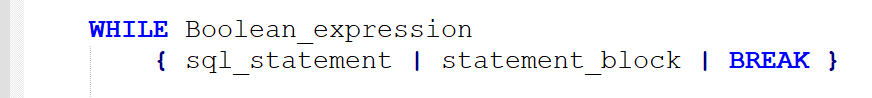 WHILE Boolean_expression
{ sql_statement | statement_block | BREAK }